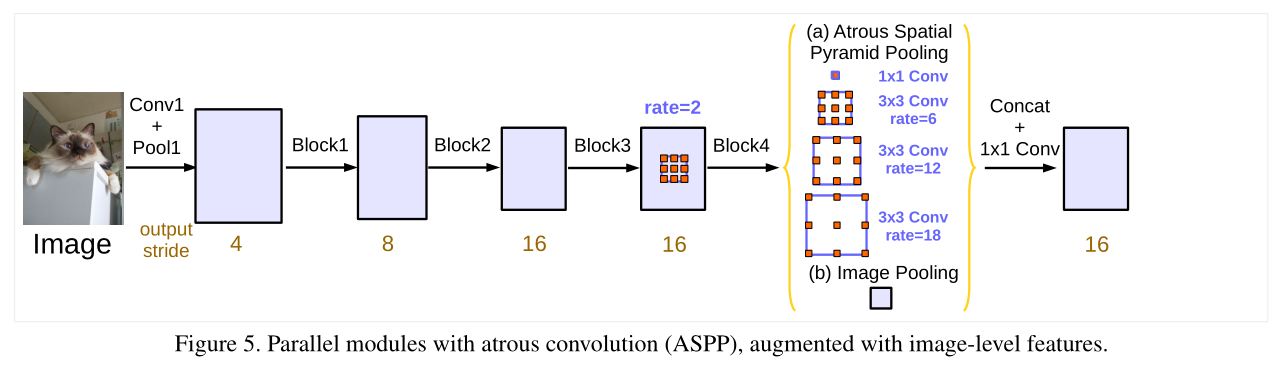 Image
Conv1
+
Pool1
output
stride
4
Block1
8
Block2
16
Block3
rate=2
16
Block4
(a) Atrous Spatial
Pyramid Pooling
1x1 Conv
3x3 Conv
rate=6
3x3 Conv
rate=12
3x3 Conv
rate=18
(b) Image Pooling
Concat
+
1x1 Conv
16
Figure 5. Parallel modules with atrous convolution (ASPP), augmented with image-level features.